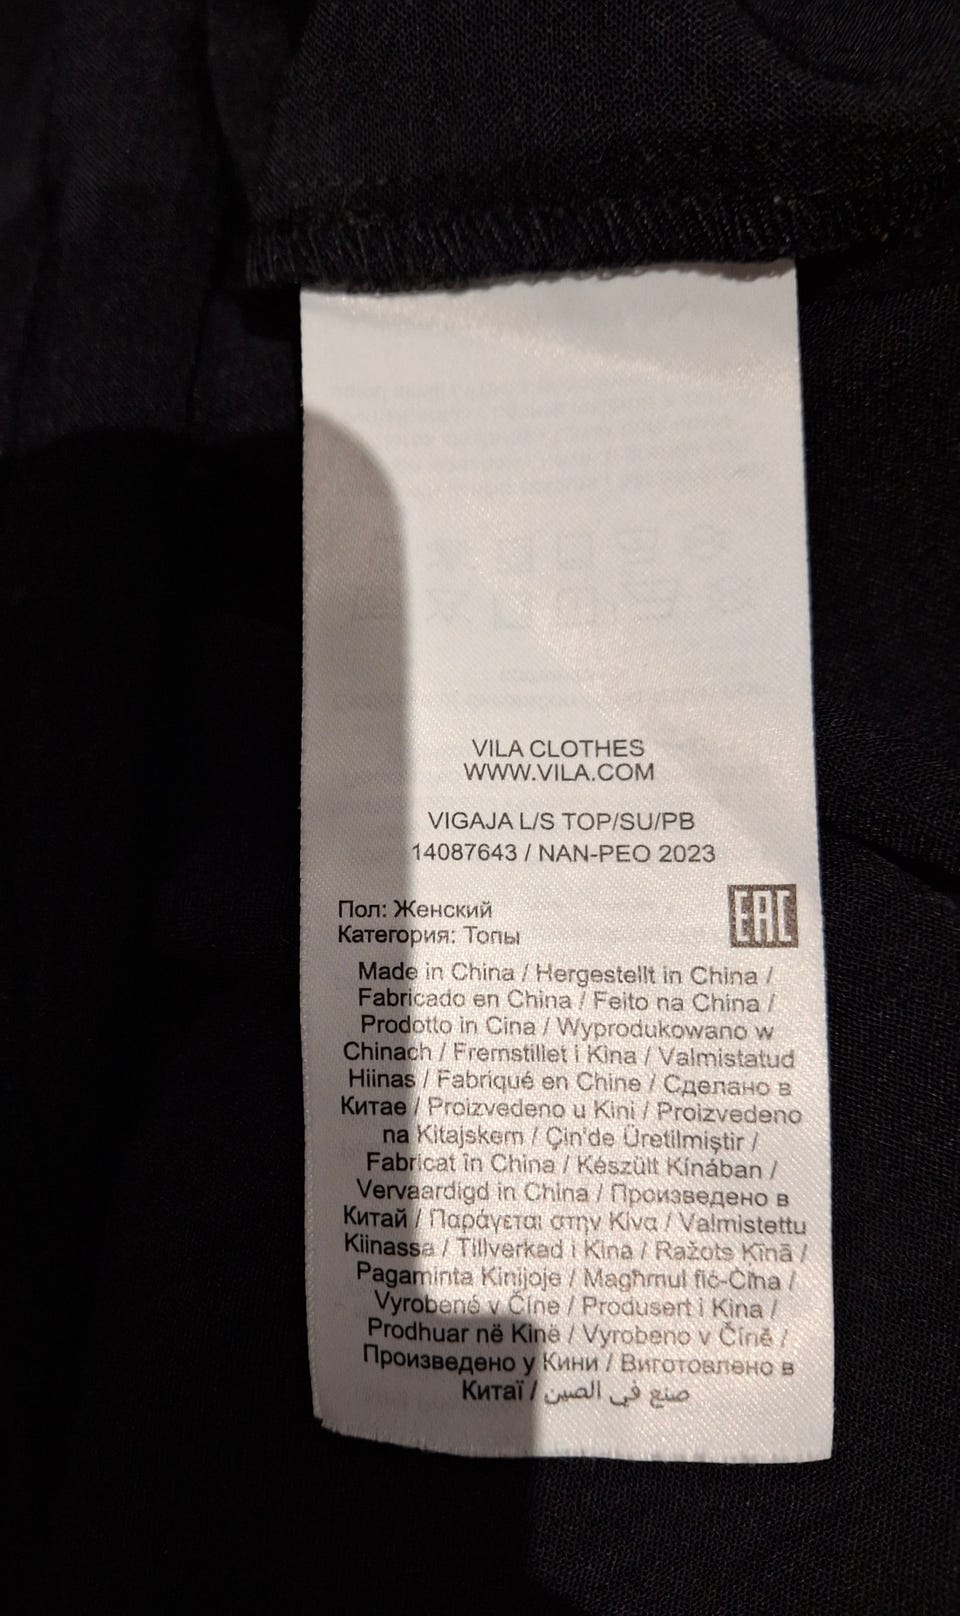 VILA CLOTHES
WWW.VILA.COM
VIGAJA L/S TOP/SU/PB
14087643 / NAN-PEO 2023
Пол: Женский
Категория: Топы
EAC
Made in China / Hergestellt in China /
Fabricado en China / Feito na China /
Prodotto in Cina / Wyprodukowano w
Chinach / Fremstillet i Kina / Valmistatud
Hiinas / Fabriqué en Chine / Сделано в
Китае / Proizvedeno u Kini / Proizvedeno
na Kitajskem / Çin'de Üretilmiştir /
Fabricat în China / Készült Kínában /
Vervaardigd in China / Произведено в
Китай / Παράγεται στην Κίνα / Valmistettu
Kiinassa / Tillverkad i Kina / Ražots Ķīnā /
Pagaminta Kinijoje / Magħmul fiċ-Ċina /
Vyrobené v Číne / Produsert i Kina /
Prodhuar në Kinë / Vyrobeno v Číně /
Произведено у Кини / Виготовлено в
Китаї / صنع في الصين